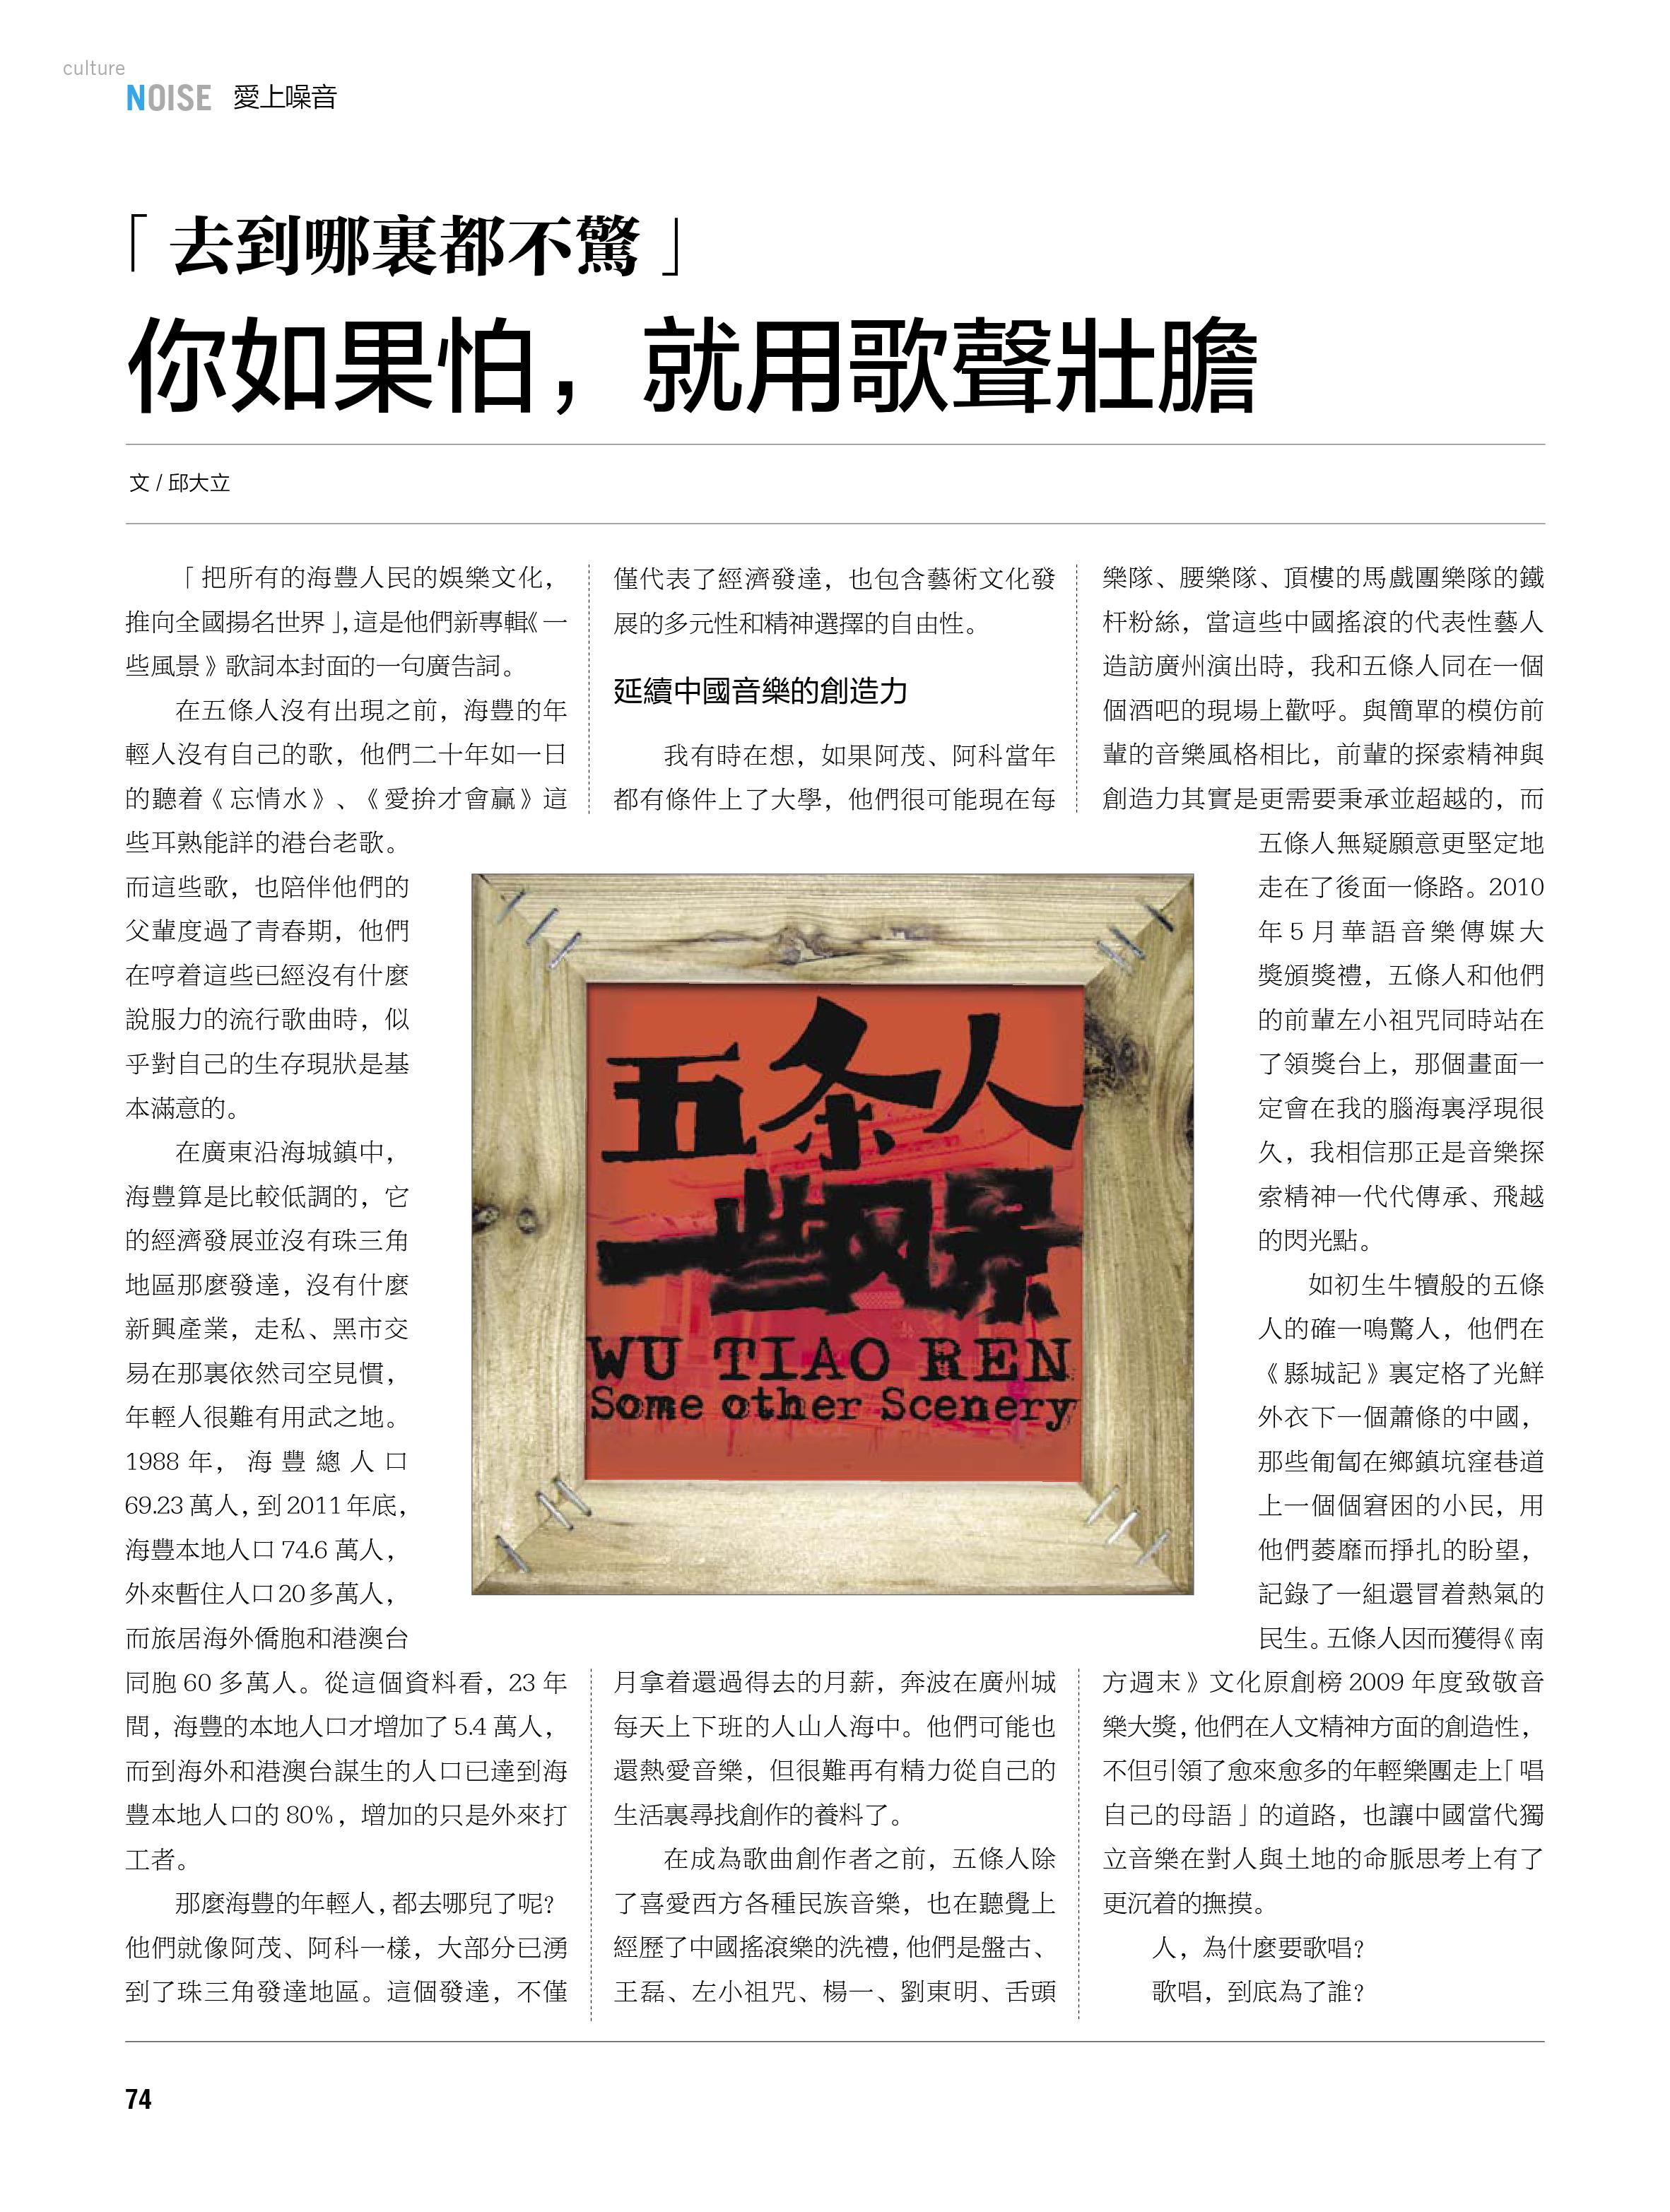 culture
NOISE 愛上噪音
「去到哪裏都不驚」
你如果怕，就用歌聲壯膽
文 / 邱大立
「把所有的海豐人民的娛樂文化，
推向全國揚名世界」，這是他們新專輯《一
些風景》歌詞本封面的一句廣告詞。
在五條人沒有出現之前，海豐的年
輕人沒有自己的歌，他們二十年如一日
的聽着《忘情水》、《愛拚才會贏》這
些耳熟能詳的港台老歌。
而這些歌，也陪伴他們的
父輩度過了青春期，他們
在哼着這些已經沒有什麼
說服力的流行歌曲時，似
乎對自己的生存現狀是基
本滿意的。
在廣東沿海城鎮中，
海豐算是比較低調的，它
的經濟發展並沒有珠三角
地區那麼發達，沒有什麼
新興產業，走私、黑市交
易在那裏依然司空見慣，
年輕人很難有用武之地。
1988 年，海豐總人口
69.23 萬人，到 2011 年底，
海豐本地人口 74.6 萬人，
外來暫住人口 20 多萬人，
而旅居海外僑胞和港澳台
同胞 60 多萬人。從這個資料看，23 年
間，海豐的本地人口才增加了 5.4 萬人，
而到海外和港澳台謀生的人口已達到海
豐本地人口的 80%，增加的只是外來打
工者。
那麼海豐的年輕人，都去哪兒了呢？
他們就像阿茂、阿科一樣，大部分已湧
到了珠三角發達地區。這個發達，不僅
僅代表了經濟發達，也包含藝術文化發
展的多元性和精神選擇的自由性。
延續中國音樂的創造力
我有時在想，如果阿茂、阿科當年
都有條件上了大學，他們很可能現在每
五条人
一些风景
WU TIAO REN
Some other Scenery
月拿着還過得去的月薪，奔波在廣州城
每天上下班的人山人海中。他們可能也
還熱愛音樂，但很難再有精力從自己的
生活裏尋找創作的養料了。
在成為歌曲創作者之前，五條人除
了喜愛西方各種民族音樂，也在聽覺上
經歷了中國搖滾樂的洗禮，他們是盤古、
王磊、左小祖咒、楊一、劉東明、舌頭
樂隊、腰樂隊、頂樓的馬戲團樂隊的鐵
杆粉絲，當這些中國搖滾的代表性藝人
造訪廣州演出時，我和五條人同在一個
個酒吧的現場上歡呼。與簡單的模仿前
輩的音樂風格相比，前輩的探索精神與
創造力其實是更需要秉承並超越的，而
五條人無疑願意更堅定地
走在了後面一條路。2010
年 5 月華語音樂傳媒大
獎頒獎禮，五條人和他們
的前輩左小祖咒同時站在
了領獎台上，那個畫面一
定會在我的腦海裏浮現很
久，我相信那正是音樂探
索精神一代代傳承、飛越
的閃光點。
如初生牛犢般的五條
人的確一鳴驚人，他們在
《縣城記》裏定格了光鮮
外衣下一個蕭條的中國，
那些匍匐在鄉鎮坑窪巷道
上一個個窘困的小民，用
他們萎靡而掙扎的盼望，
記錄了一組還冒着熱氣的
民生。五條人因而獲得《南
方週末》文化原創榜 2009 年度致敬音
樂大獎，他們在人文精神方面的創造性，
不但引領了愈來愈多的年輕樂團走上「唱
自己的母語」的道路，也讓中國當代獨
立音樂在對人與土地的命脈思考上有了
更沉着的撫摸。
人，為什麼要歌唱？
歌唱，到底為了誰？
74